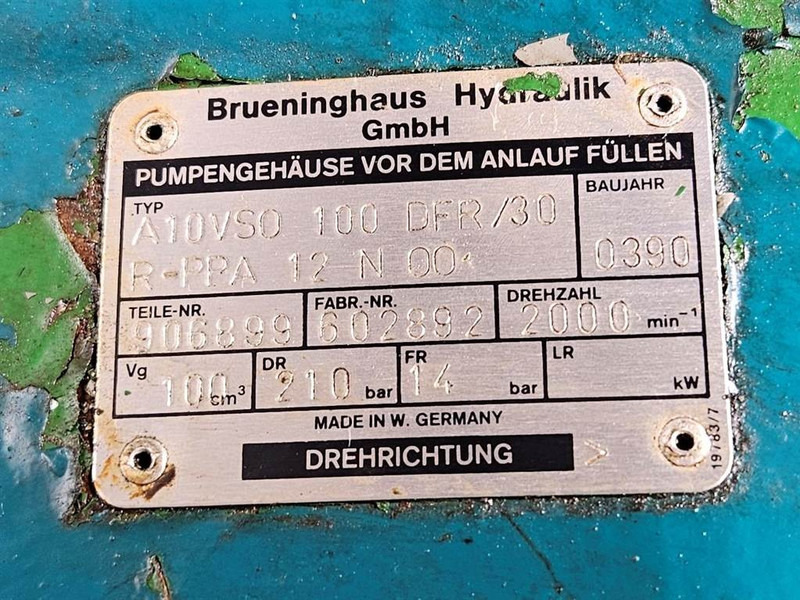 Brueninghaus Hydraulik
GmbH
PUMPENGEHÄUSE VOR DEM ANLAUF FÜLLEN
TYP
A10VSO 100 DFR/30
R-PPA 12 N 00
BAUJAHR
0390
TEILE-NR.
906899
FABR.-NR.
602892
DREHZAHL
2000 min⁻¹
Vg
100 cm³
DR
210 bar
FR
14 bar
LR
kW
MADE IN W. GERMANY
DREHRICHTUNG >
19/83/7